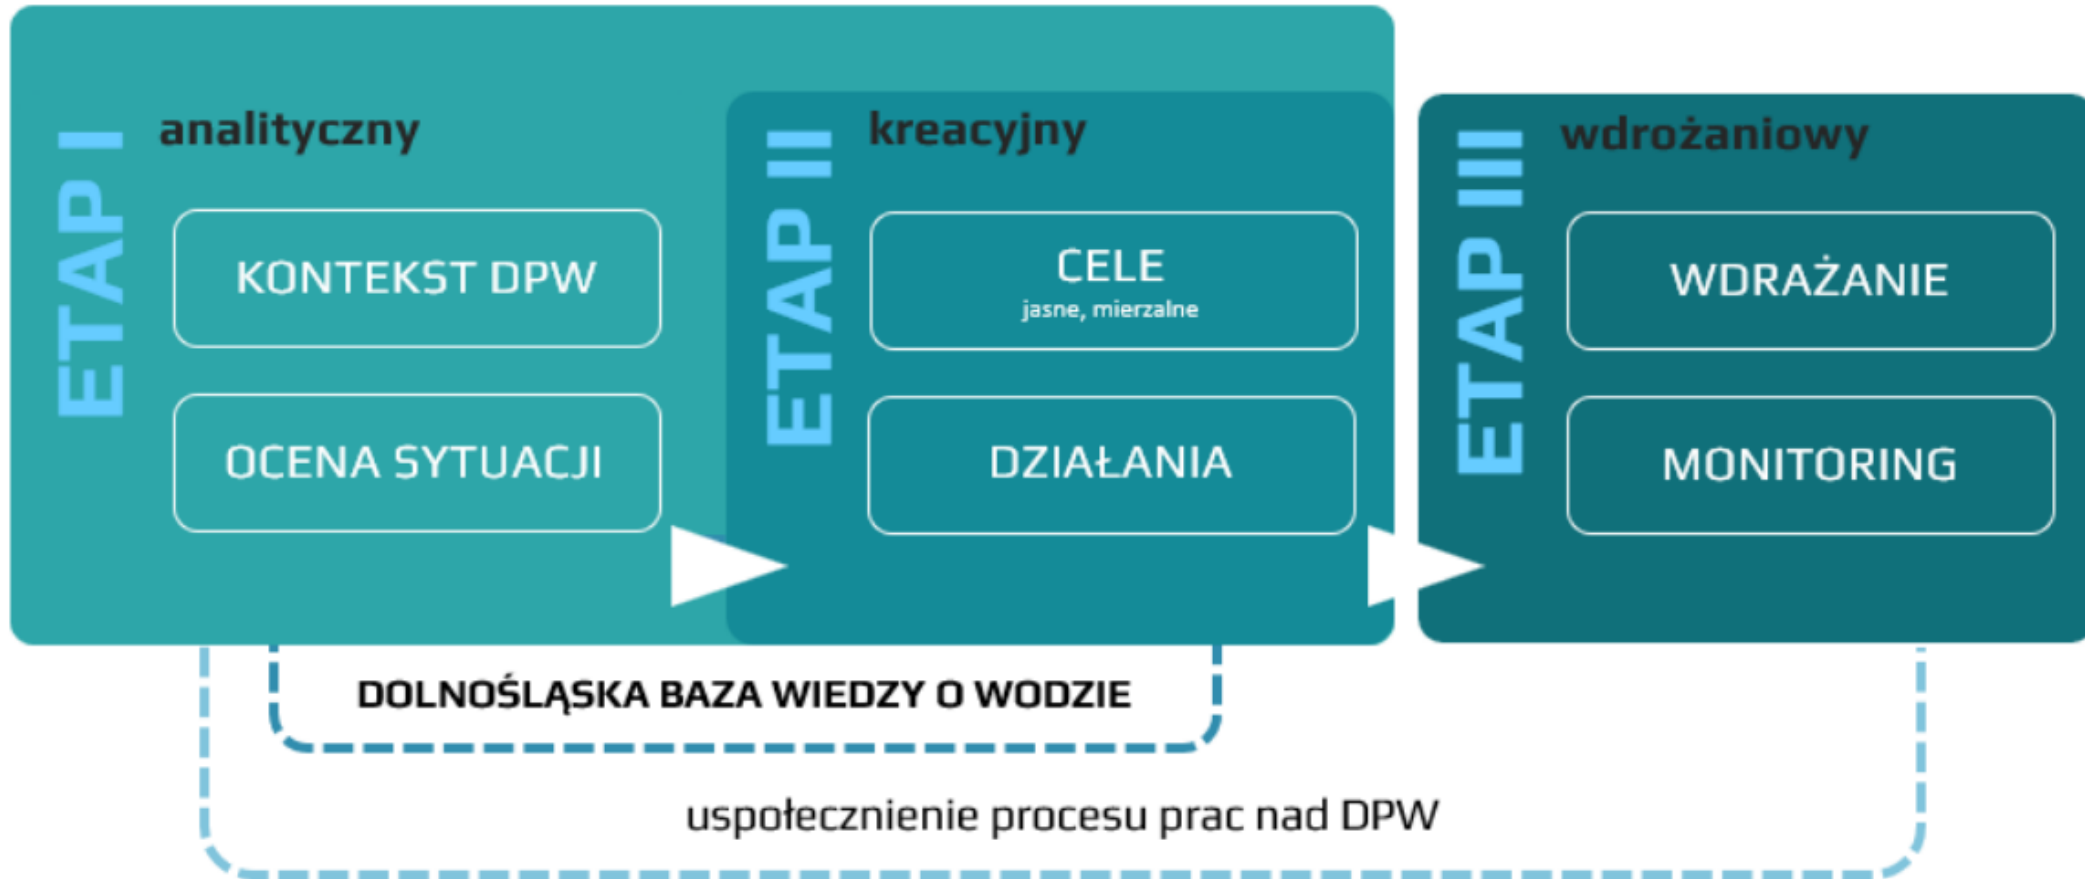 ETAP I
analityczny
KONTEKST DPW
OCENA SYTUACJI
ETAP II
kreacyjny
CELE
jasne, mierzalne
DZIAŁANIA
ETAP III
wdrożaniowy
WDRAŻANIE
MONITORING
DOLNOŚLĄSKA BAZA WIEDZY O WODZIE
uspołecznienie procesu prac nad DPW